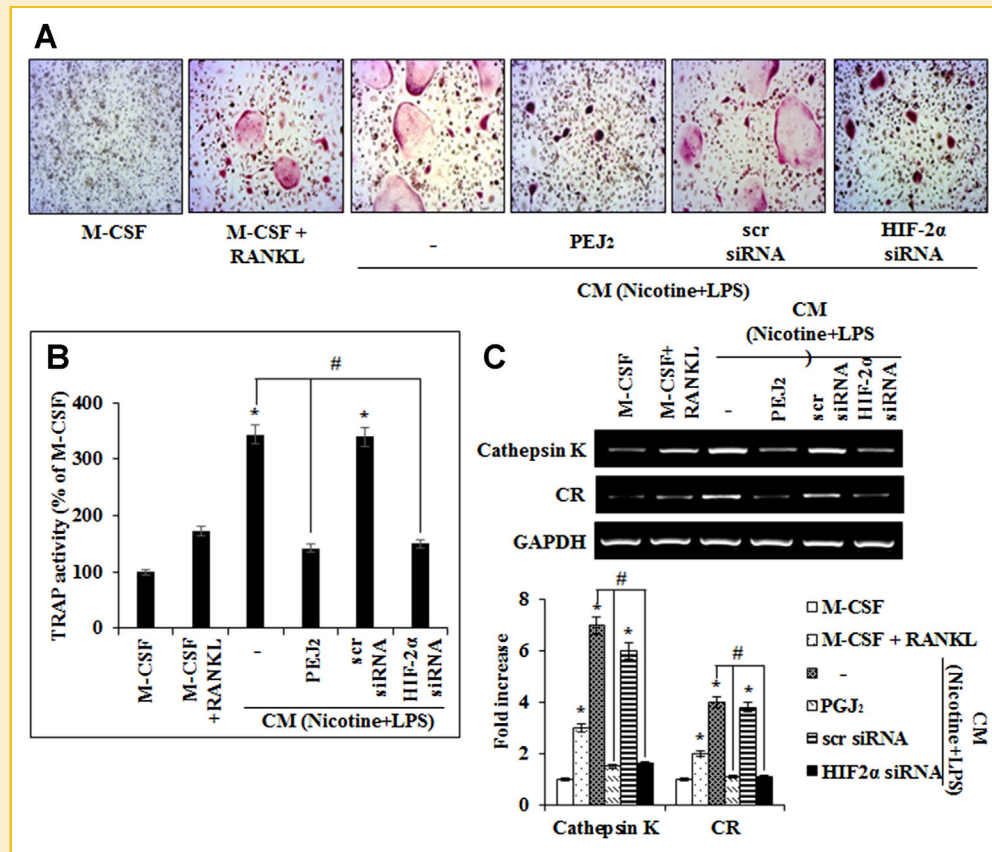 A
M-CSF
M-CSF +
RANKL
-
PEJ2
scr
siRNA
HIF-2α
siRNA
CM (Nicotine+LPS)
B
TRAP activity (% of M-CSF)
400
300
200
100
0
*
*
#
M-CSF
M-CSF
+RANKL
-
PEJ2
scr
siRNA
HIF-2α
siRNA
CM (Nicotine+LPS)
C
CM
(Nicotine+LPS
)
M-CSF
M-CSF+
RANKL
-
PEJ2
scr
siRNA
HIF-2α
siRNA
Cathepsin K
CR
GAPDH
Fold increase
8
6
4
2
0
*
*
*
#
*
*
*
#
Cathepsin K
CR
M-CSF
M-CSF + RANKL
-
PGJ2
scr siRNA
HIF2α siRNA
CM
(Nicotine+LPS)